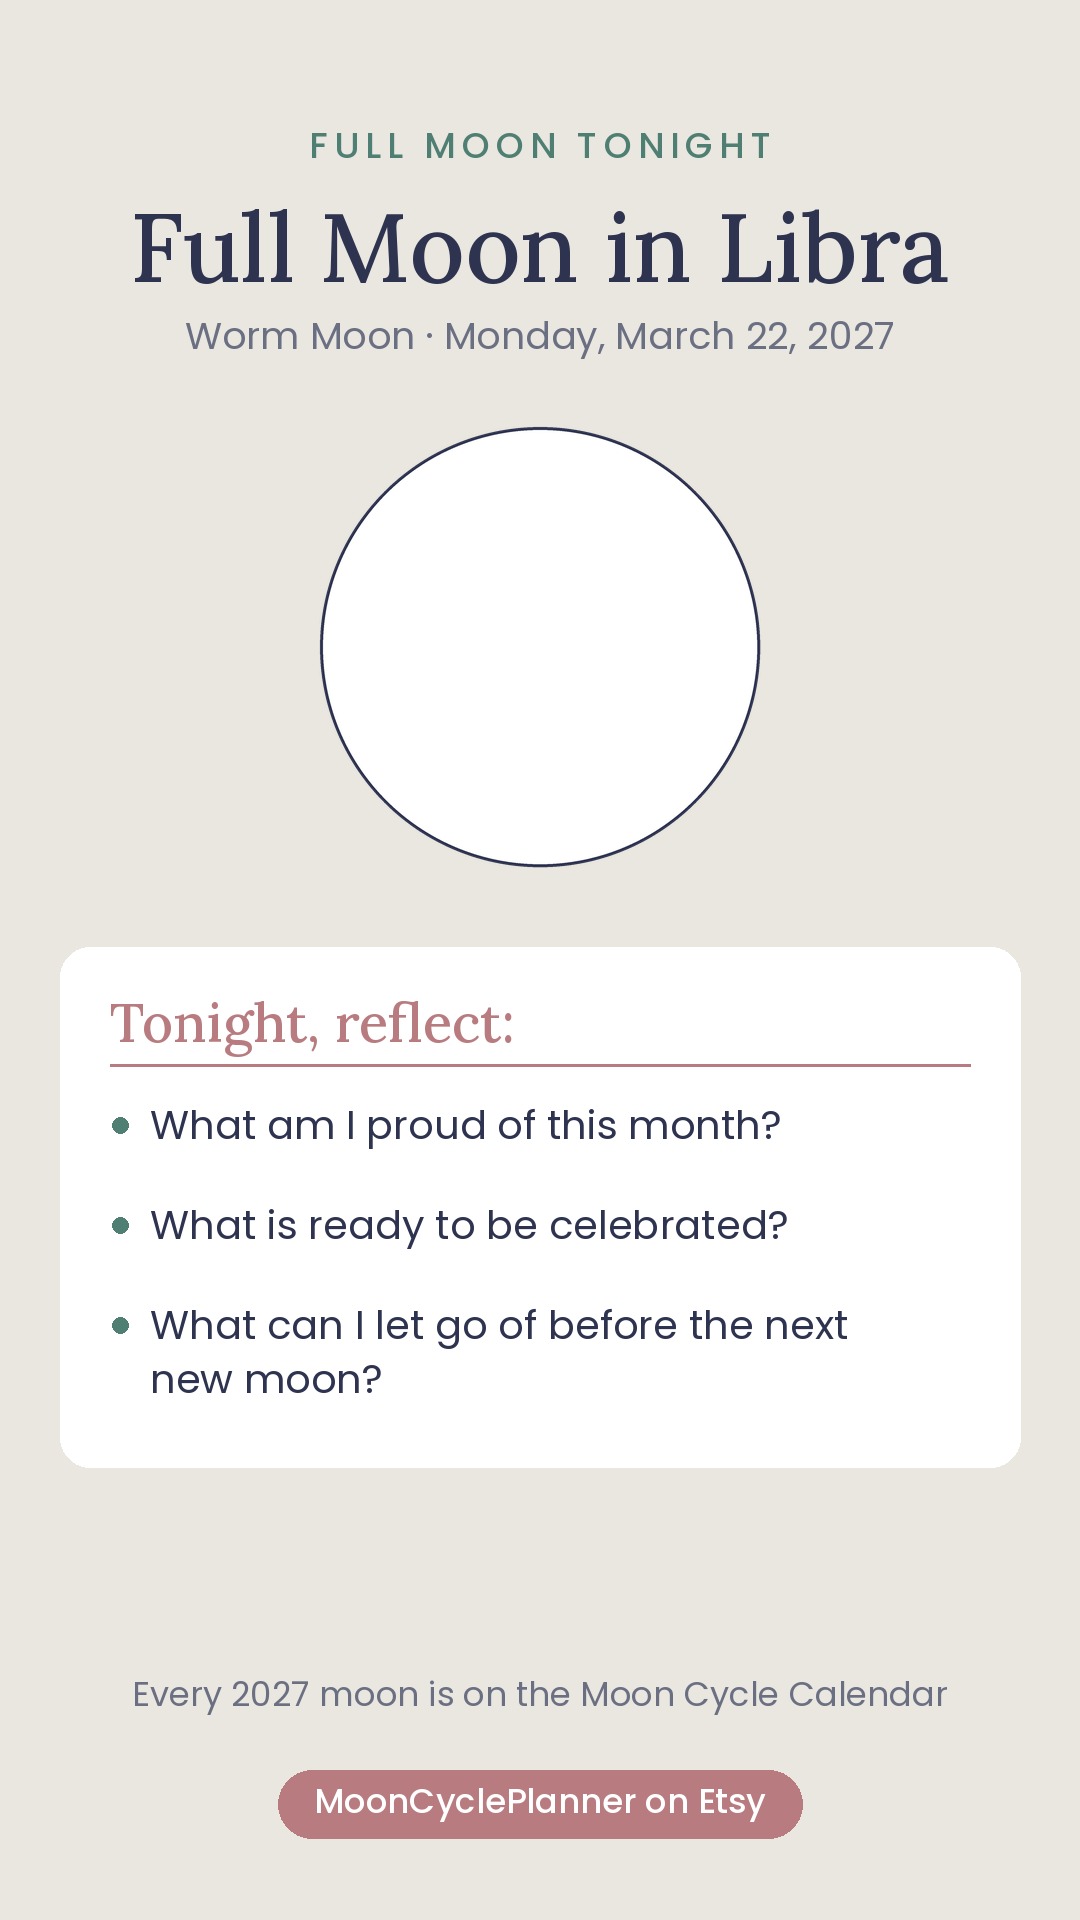 FULL MOON TONIGHT
Full Moon in Libra
Worm Moon · Monday, March 22, 2027
Tonight, reflect:
What am I proud of this month?
What is ready to be celebrated?
What can I let go of before the next
new moon?
Every 2027 moon is on the Moon Cycle Calendar
MoonCyclePlanner on Etsy